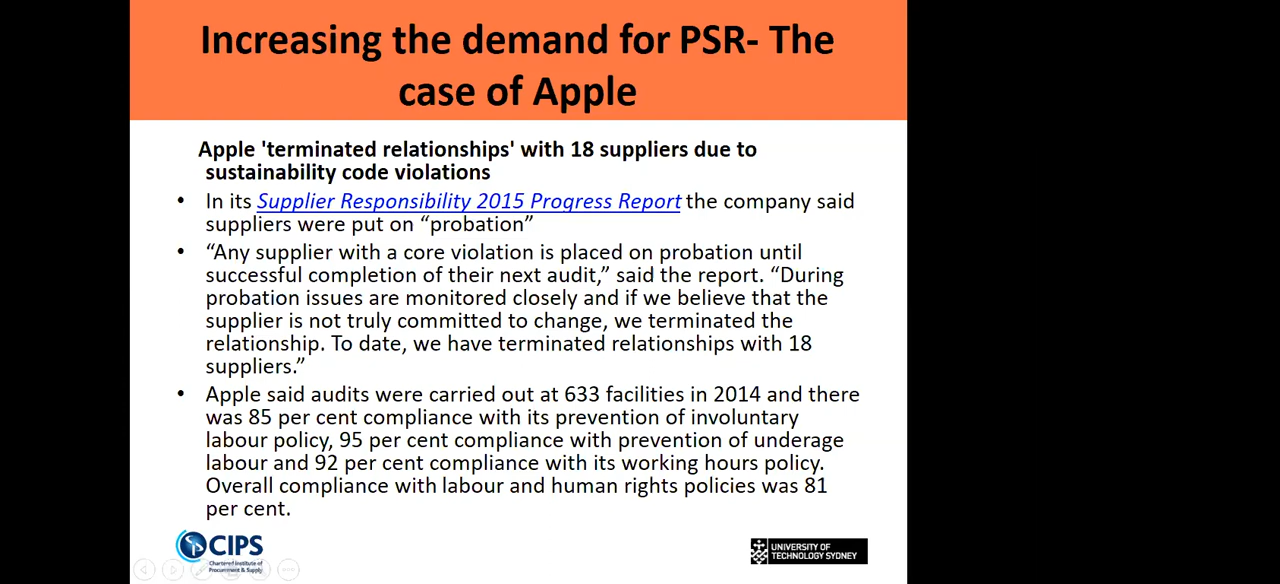 Increasing the demand for PSR- The
case of Apple
Apple 'terminated relationships' with 18 suppliers due to
sustainability code violations
• In its Supplier Responsibility 2015 Progress Report the company said
suppliers were put on “probation”
• “Any supplier with a core violation is placed on probation until
successful completion of their next audit,” said the report. “During
probation issues are monitored closely and if we believe that the
supplier is not truly committed to change, we terminated the
relationship. To date, we have terminated relationships with 18
suppliers.”
• Apple said audits were carried out at 633 facilities in 2014 and there
was 85 per cent compliance with its prevention of involuntary
labour policy, 95 per cent compliance with prevention of underage
labour and 92 per cent compliance with its working hours policy.
Overall compliance with labour and human rights policies was 81
per cent.
CIPS
Chartered Institute of
Procurement & Supply
UNIVERSITY OF
TECHNOLOGY SYDNEY